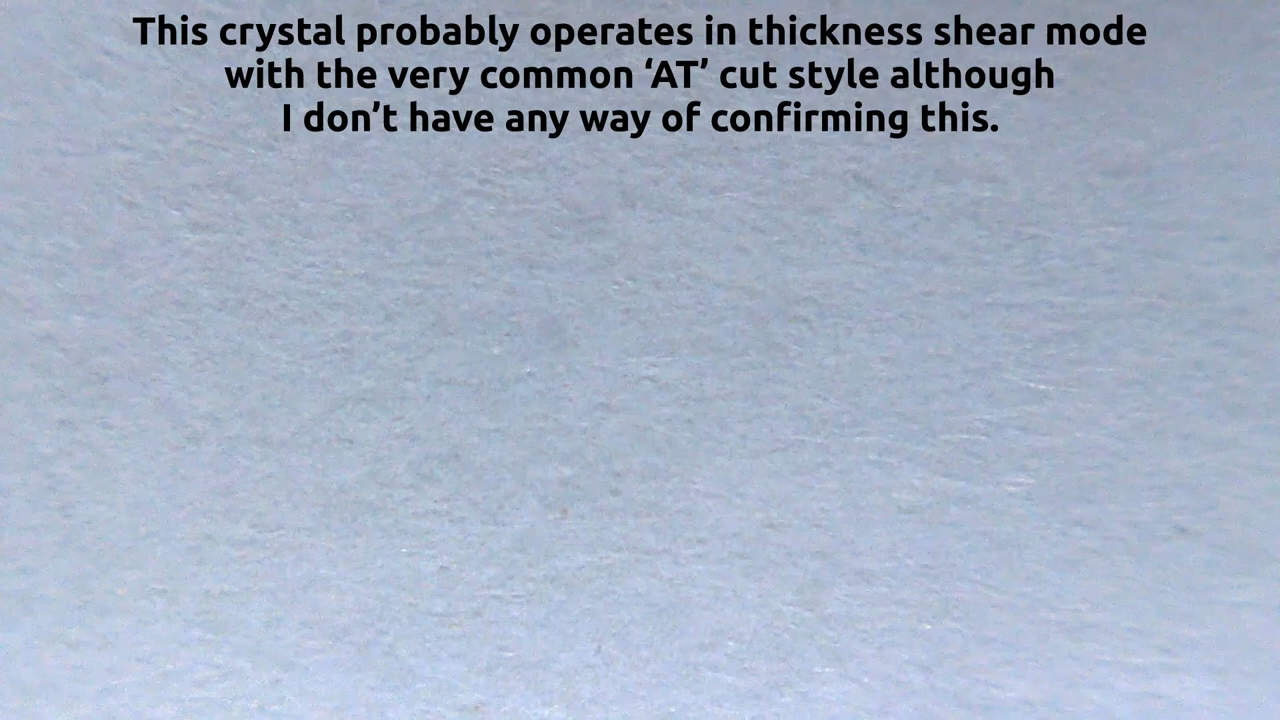 This crystal probably operates in thickness shear mode
with the very common ‘AT’ cut style although
I don’t have any way of confirming this.